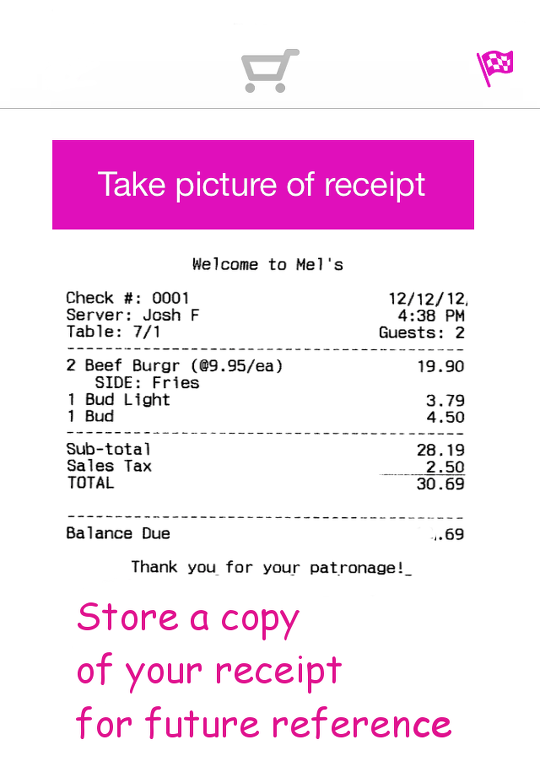 Take picture of receipt
Welcome to Mel's
Check #: 0001 12/12/12
Server: Josh F 4:38 PM
Table: 7/1 Guests: 2
2 Beef Burgr (@9.95/ea) 19.90
SIDE: Fries
1 Bud Light 3.79
1 Bud 4.50
Sub-total 28.19
Sales Tax 2.50
TOTAL 30.69
Balance Due .69
Thank you for your patronage!
Store a copy
of your receipt
for future reference